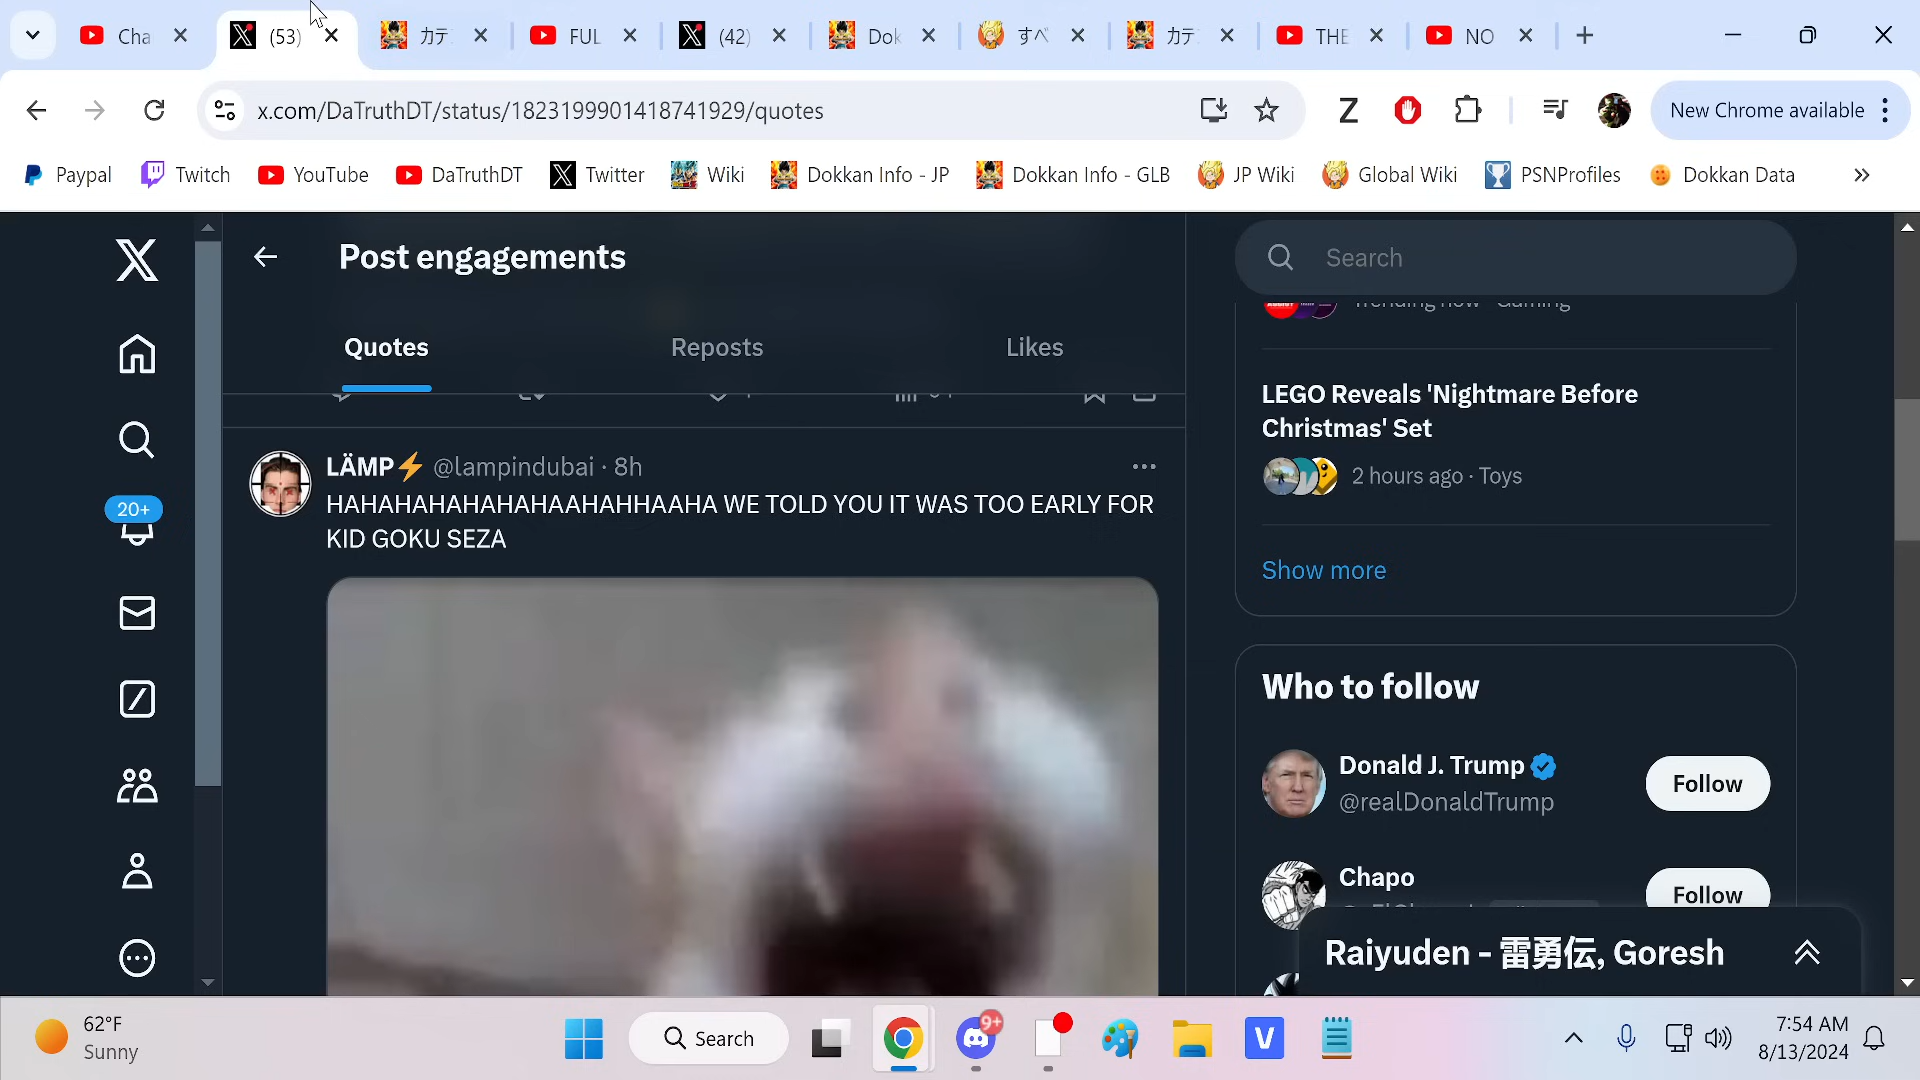 Cha
(53)
カテ
FUL
(42)
Dok
すべ
カテ
THE
NO
x.com/DaTruthDT/status/1823199901418741929/quotes
New Chrome available
Paypal
Twitch
YouTube
DaTruthDT
Twitter
Wiki
Dokkan Info - JP
Dokkan Info - GLB
JP Wiki
Global Wiki
PSNProfiles
Dokkan Data
Post engagements
Search
Quotes
Reposts
Likes
Trending now · Gaming
LEGO Reveals 'Nightmare Before
Christmas' Set
2 hours ago · Toys
Show more
20+
LÄMP⚡ @lampindubai · 8h
HAHAHAHAHAHAHAAHAHHAAHA WE TOLD YOU IT WAS TOO EARLY FOR
KID GOKU SEZA
Who to follow
Donald J. Trump
@realDonaldTrump
Follow
Chapo
Follow
Raiyuden - 雷勇伝, Goresh
62°F
Sunny
Search
9+
7:54 AM
8/13/2024